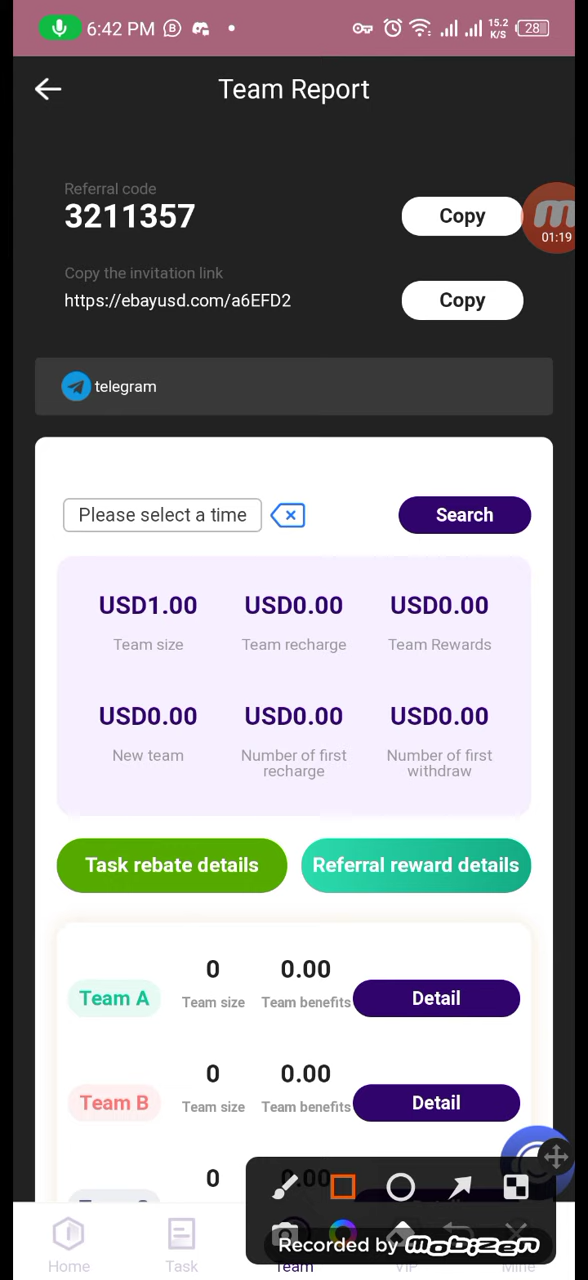 6:42 PM
15.2
K/S
28
Team Report
Referral code
3211357
Copy
01:19
Copy the invitation link
https://ebayusd.com/a6EFD2
Copy
telegram
Please select a time
Search
USD1.00 USD0.00 USD0.00
Team size Team recharge Team Rewards
USD0.00 USD0.00 USD0.00
New team Number of first Number of first
recharge withdraw
Task rebate details Referral reward details
0 0.00
Team A Team size Team benefits Detail
0 0.00
Team B Team size Team benefits Detail
0 0.00
Recorded by mobizen
Home Task Team VIP Mine